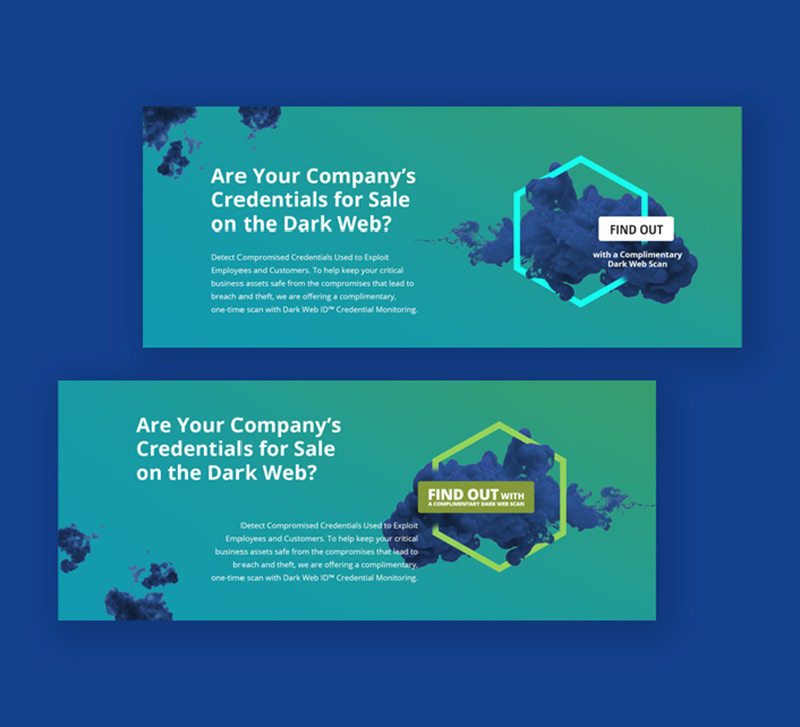 Are Your Company's
Credentials for Sale
on the Dark Web?
Detect Compromised Credentials Used to Exploit
Employees and Customers. To help keep your critical
business assets safe from the compromises that lead to
breach and theft, we are offering a complimentary,
one-time scan with Dark Web ID™ Credential Monitoring.
FIND OUT
with a Complimentary
Dark Web Scan
Are Your Company's
Credentials for Sale
on the Dark Web?
Detect Compromised Credentials Used to Exploit
Employees and Customers. To help keep your critical
business assets safe from the compromises that lead to
breach and theft, we are offering a complimentary,
one-time scan with Dark Web ID™ Credential Monitoring.
FIND OUT WITH
A COMPLIMENTARY DARK WEB SCAN